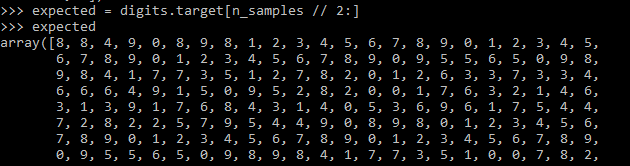 >>> expected = digits.target[n_samples // 2:]
>>> expected
array([8, 8, 4, 9, 0, 8, 9, 8, 1, 2, 3, 4, 5, 6, 7, 8, 9, 0, 1, 2, 3, 4, 5,
6, 7, 8, 9, 0, 1, 2, 3, 4, 5, 6, 7, 8, 9, 0, 9, 5, 5, 6, 5, 0, 9, 8,
9, 8, 4, 1, 7, 7, 3, 5, 1, 2, 7, 8, 2, 0, 1, 2, 6, 3, 3, 7, 3, 3, 4,
6, 6, 6, 4, 9, 1, 5, 0, 9, 5, 2, 8, 2, 0, 0, 1, 7, 6, 3, 2, 1, 4, 6,
3, 1, 3, 9, 1, 7, 6, 8, 4, 3, 1, 4, 0, 5, 3, 6, 9, 6, 1, 7, 5, 4, 4,
7, 2, 8, 2, 2, 5, 7, 9, 5, 4, 4, 9, 0, 8, 9, 8, 0, 1, 2, 3, 4, 5, 6,
7, 8, 9, 0, 1, 2, 3, 4, 5, 6, 7, 8, 9, 0, 1, 2, 3, 4, 5, 6, 7, 8, 9,
0, 9, 5, 5, 6, 5, 0, 9, 8, 9, 8, 4, 1, 7, 7, 3, 5, 1, 0, 0, 7, 8, 2,